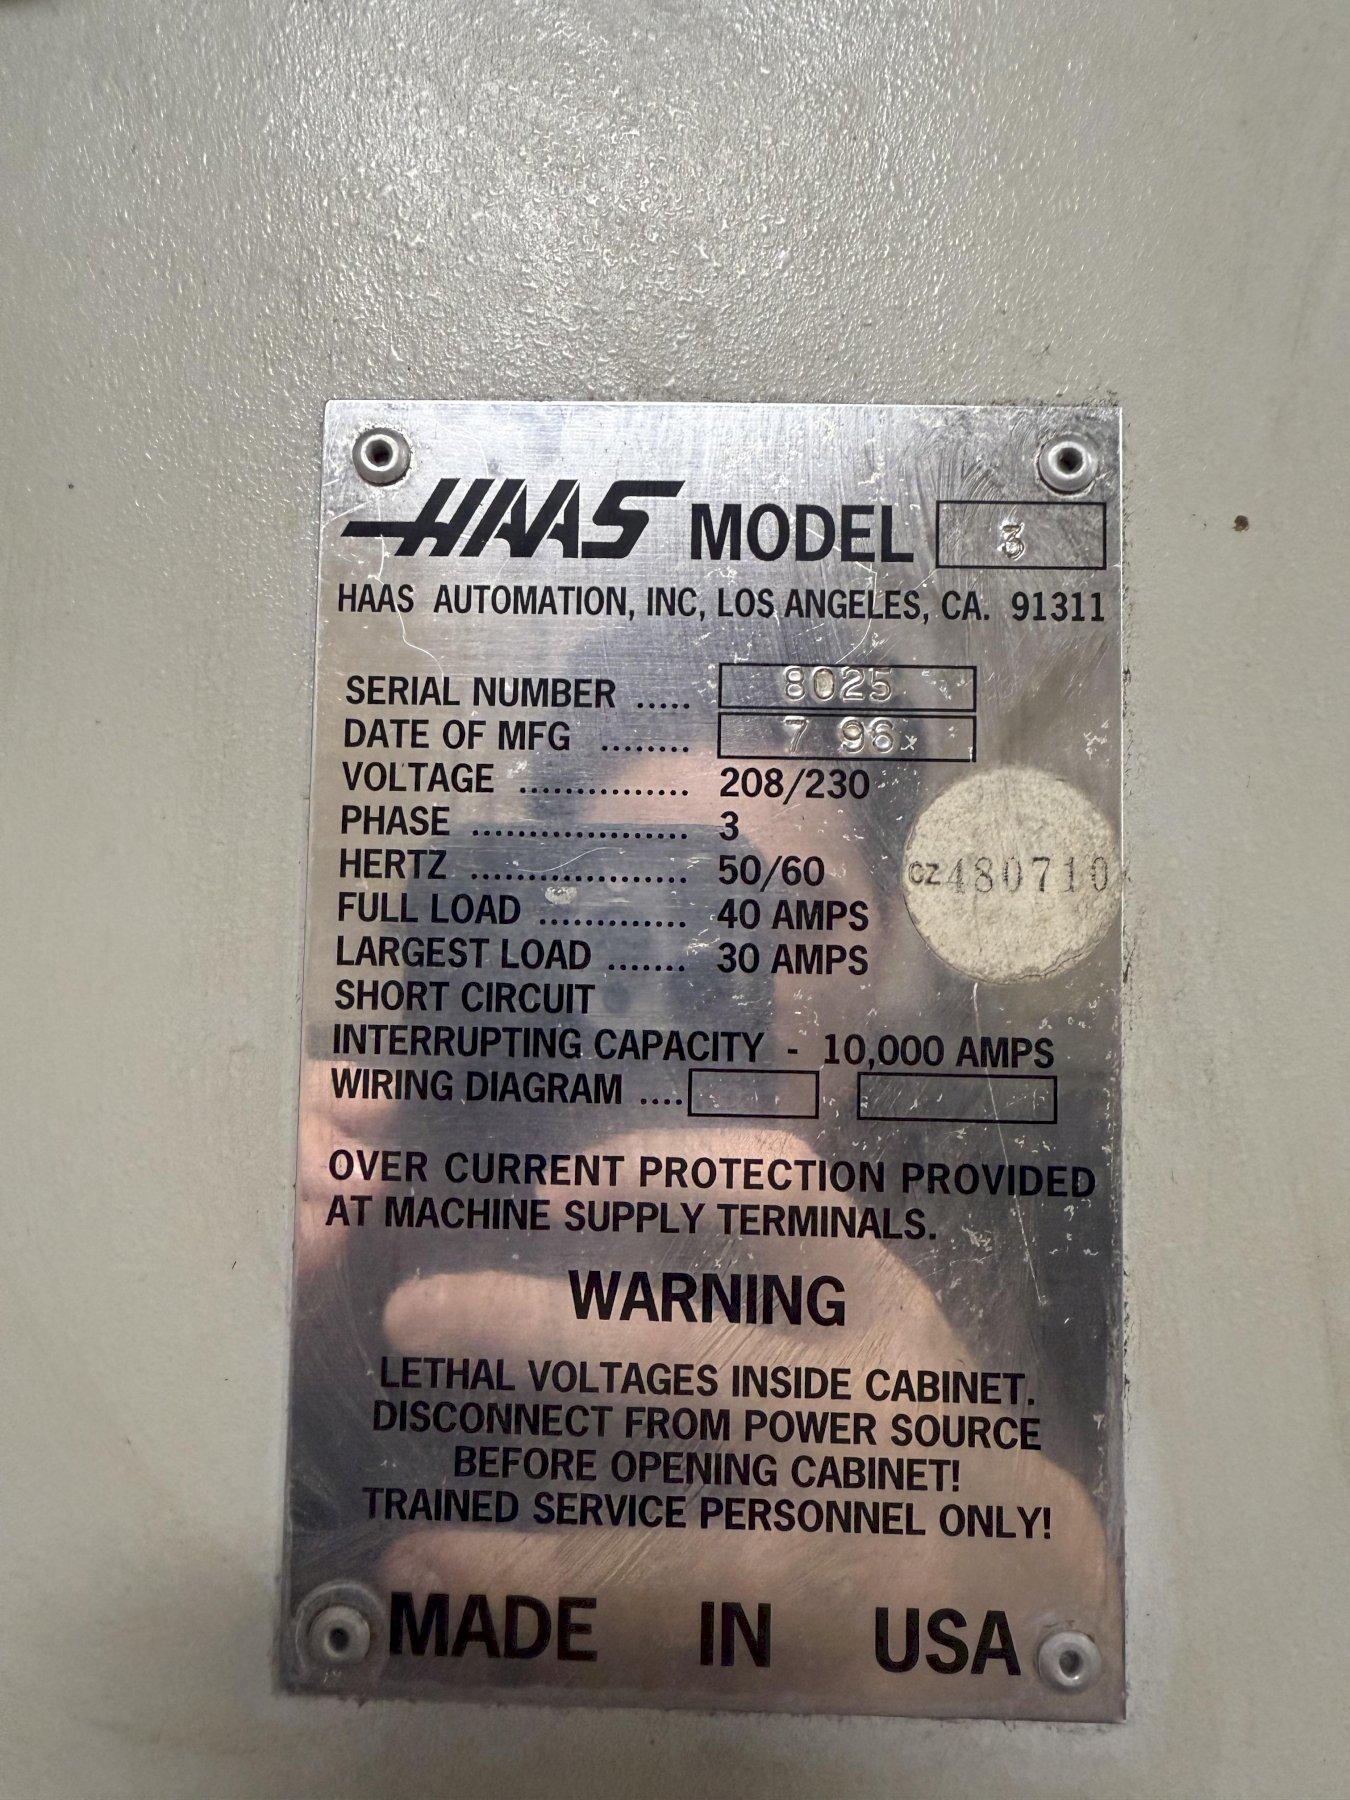 HAAS MODEL 3
HAAS AUTOMATION, INC, LOS ANGELES, CA. 91311
SERIAL NUMBER ..... 8025
DATE OF MFG ........ 7 96
VOLTAGE ............... 208/230
PHASE ................... 3
HERTZ ................... 50/60
FULL LOAD ............. 40 AMPS
LARGEST LOAD ....... 30 AMPS
CZ480710
SHORT CIRCUIT
INTERRUPTING CAPACITY - 10,000 AMPS
WIRING DIAGRAM ....
OVER CURRENT PROTECTION PROVIDED
AT MACHINE SUPPLY TERMINALS.
WARNING
LETHAL VOLTAGES INSIDE CABINET.
DISCONNECT FROM POWER SOURCE
BEFORE OPENING CABINET!
TRAINED SERVICE PERSONNEL ONLY!
MADE IN USA